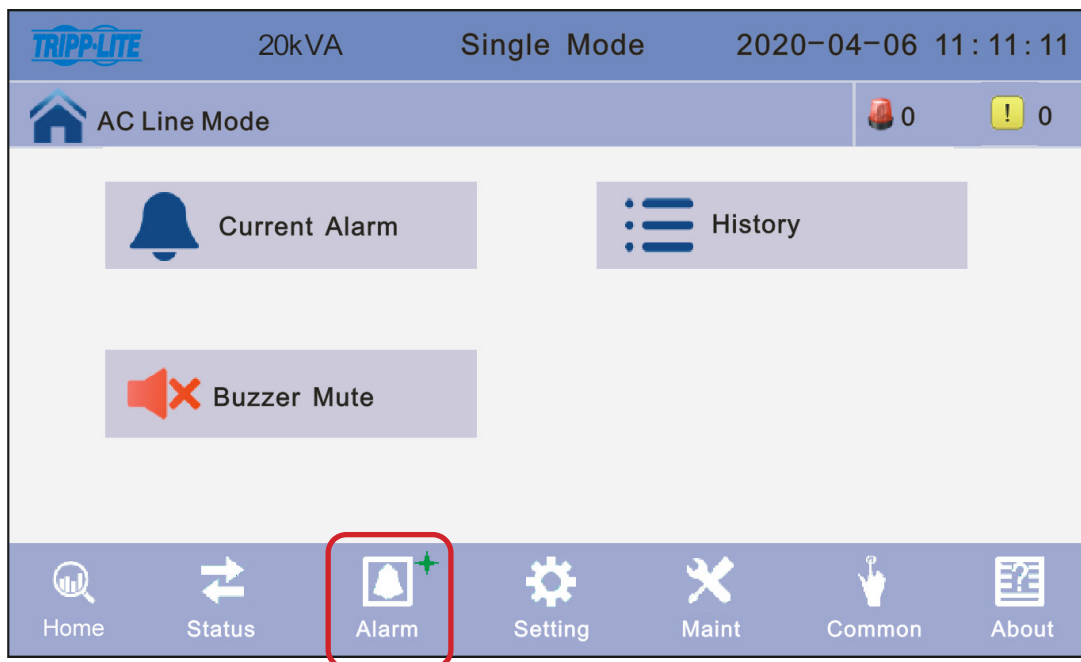 TRIPP·LITE 20kVA Single Mode 2020-04-06 11:11:11
AC Line Mode 0 ! 0
Current Alarm History
Buzzer Mute
Home Status Alarm Setting Maint Common About